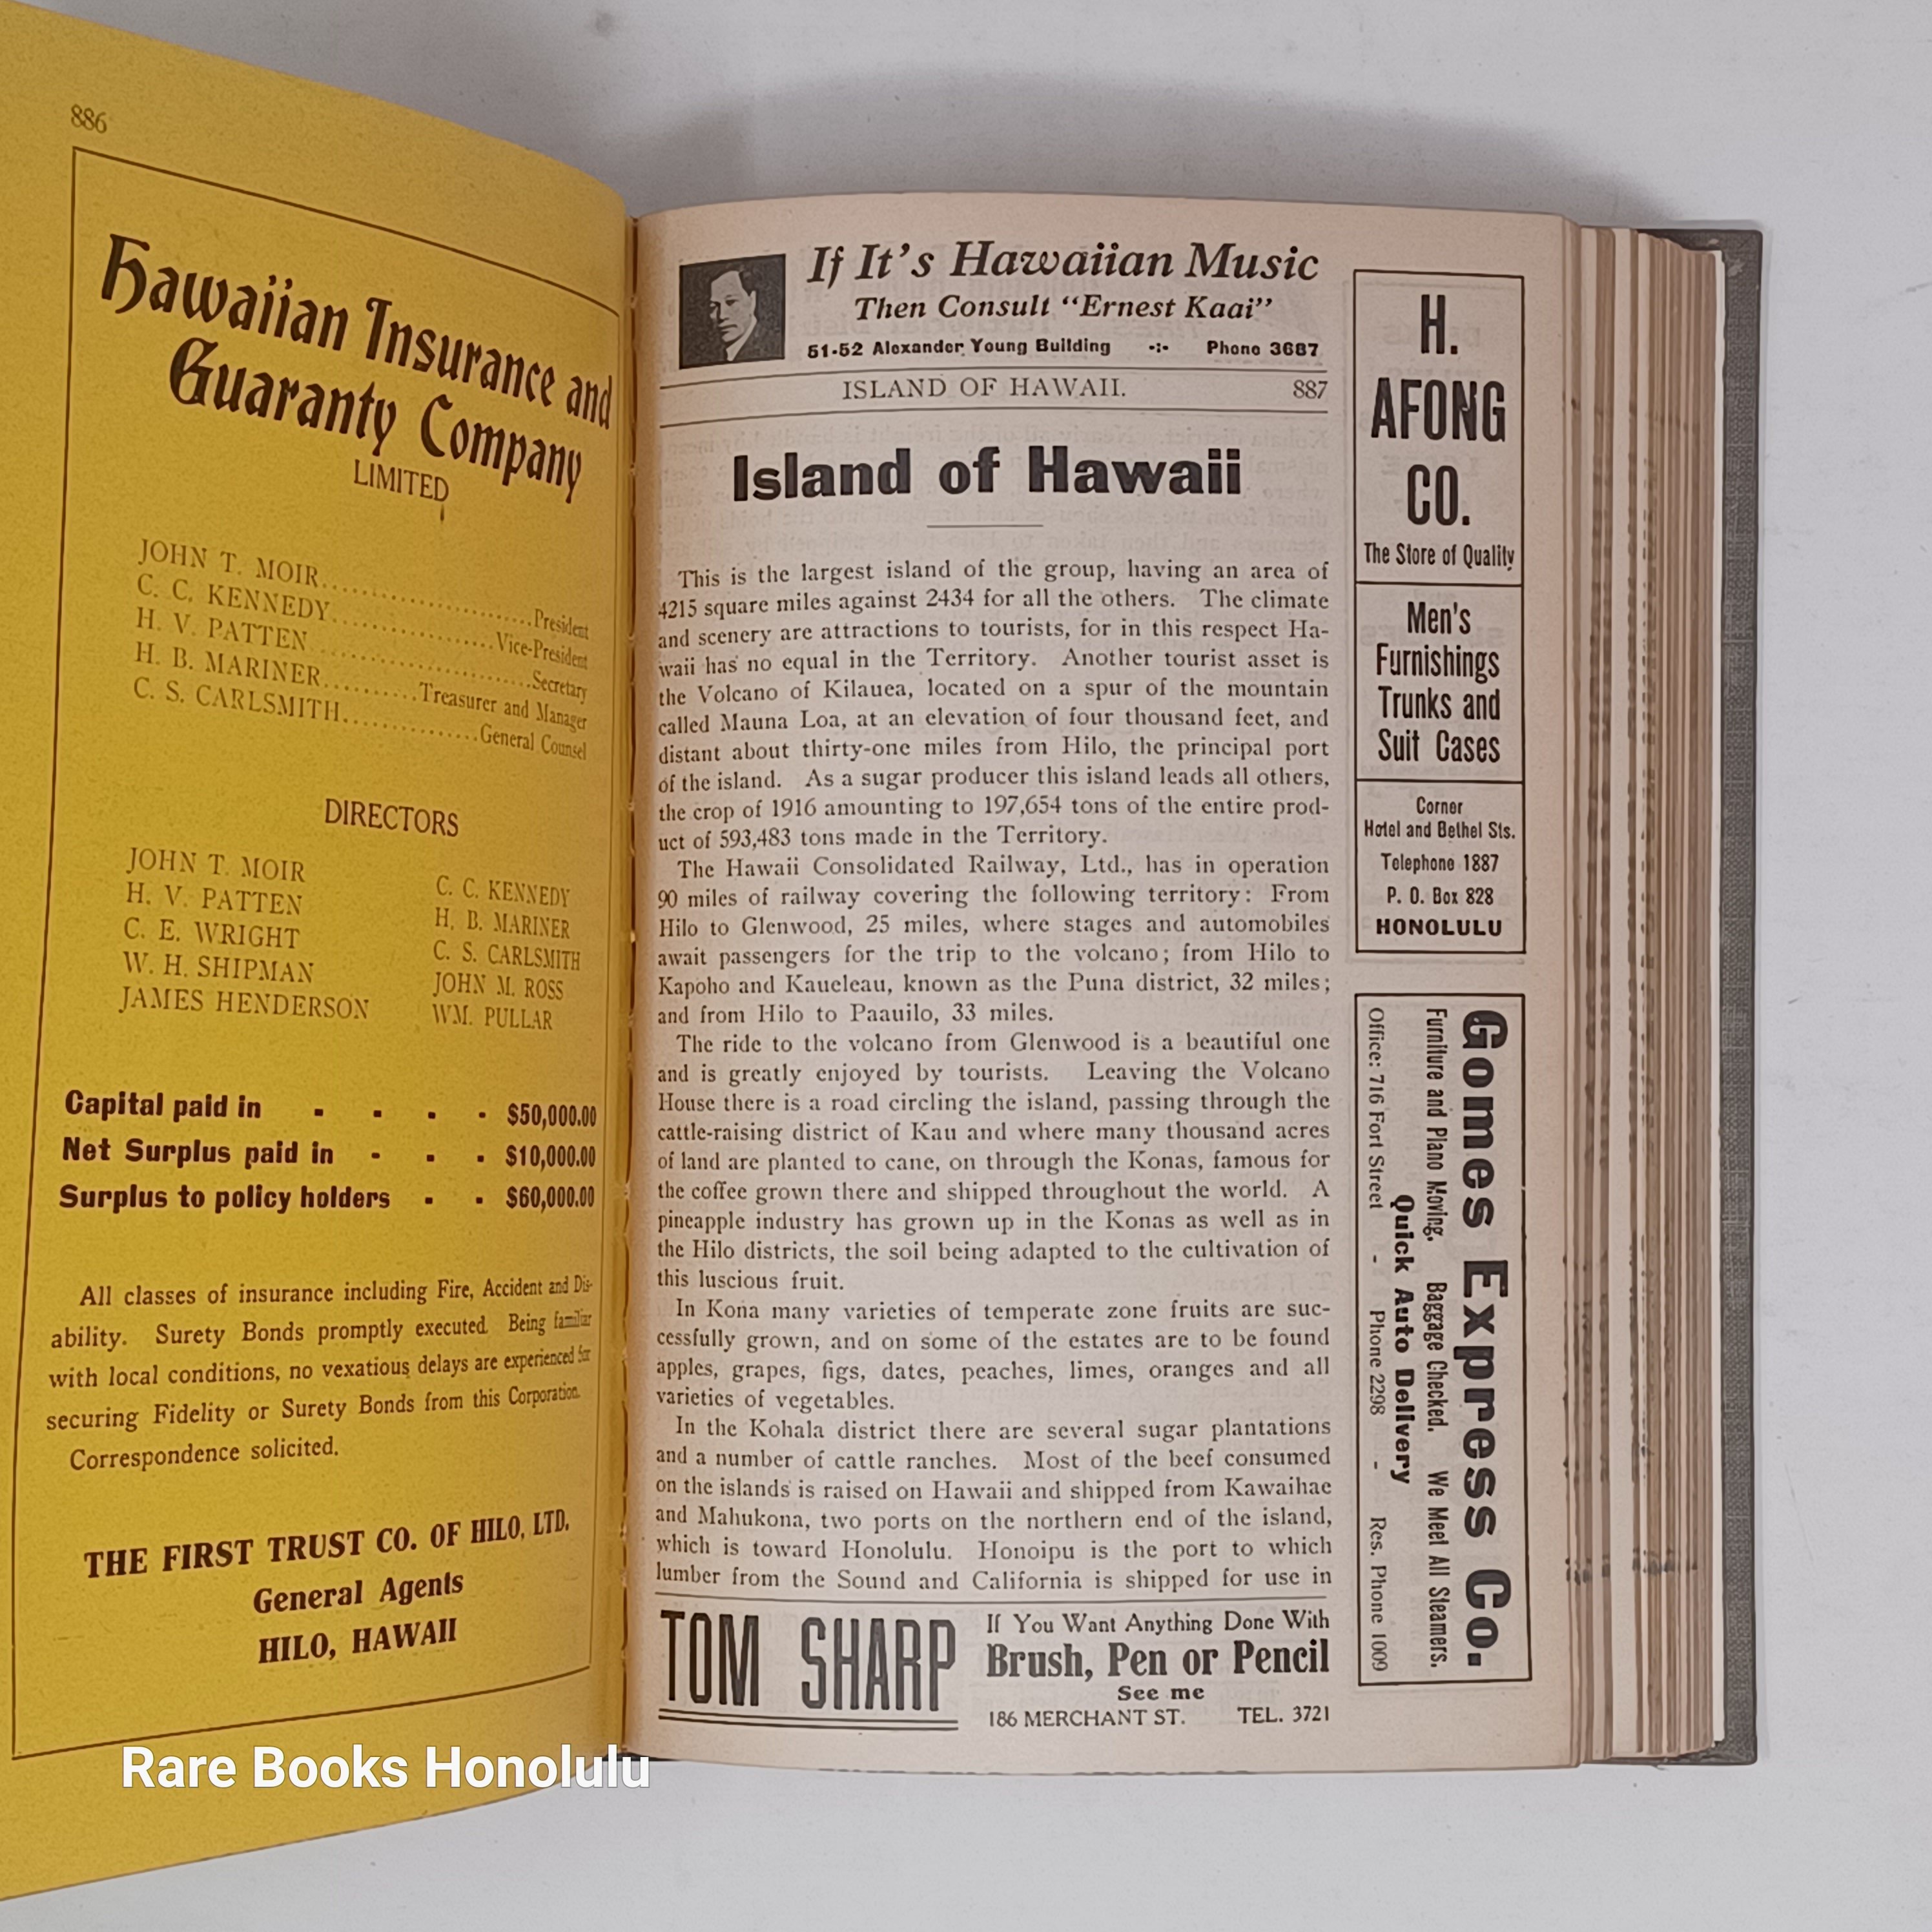 886
Hawaiian Insurance and
Guaranty Company
LIMITED
JOHN T. MOIR..............................President
C. C. KENNEDY....................Vice-President
H. V. PATTEN..............................Secretary
H. B. MARINER..........Treasurer and Manager
C. S. CARLSMITH................General Counsel
DIRECTORS
JOHN T. MOIR
H. V. PATTEN
C. E. WRIGHT
W. H. SHIPMAN
JAMES HENDERSON
C. C. KENNEDY
H. B. MARINER
C. S. CARLSMITH
JOHN M. ROSS
WM. PULLAR
Capital paid in - - - - $50,000.00
Net Surplus paid in - - - $10,000.00
Surplus to policy holders - - $60,000.00
All classes of insurance including Fire, Accident and Dis-
ability. Surety Bonds promptly executed. Being familiar
with local conditions, no vexatious delays are experienced for
securing Fidelity or Surety Bonds from this Corporation.
Correspondence solicited.
THE FIRST TRUST CO. OF HILO, LTD.
General Agents
HILO, HAWAII
If It's Hawaiian Music
Then Consult "Ernest Kaai"
51-52 Alexander Young Building -:- Phone 3687
ISLAND OF HAWAII. 887
Island of Hawaii
This is the largest island of the group, having an area of
4215 square miles against 2434 for all the others. The climate
and scenery are attractions to tourists, for in this respect Ha-
waii has no equal in the Territory. Another tourist asset is
the Volcano of Kilauea, located on a spur of the mountain
called Mauna Loa, at an elevation of four thousand feet, and
distant about thirty-one miles from Hilo, the principal port
of the island. As a sugar producer this island leads all others,
the crop of 1916 amounting to 197,654 tons of the entire prod-
uct of 593,483 tons made in the Territory.
The Hawaii Consolidated Railway, Ltd., has in operation
90 miles of railway covering the following territory: From
Hilo to Glenwood, 25 miles, where stages and automobiles
await passengers for the trip to the volcano; from Hilo to
Kapoho and Kaueleau, known as the Puna district, 32 miles;
and from Hilo to Paauilo, 33 miles.
The ride to the volcano from Glenwood is a beautiful one
and is greatly enjoyed by tourists. Leaving the Volcano
House there is a road circling the island, passing through the
cattle-raising district of Kau and where many thousand acres
of land are planted to cane, on through the Konas, famous for
the coffee grown there and shipped throughout the world. A
pineapple industry has grown up in the Konas as well as in
the Hilo districts, the soil being adapted to the cultivation of
this luscious fruit.
In Kona many varieties of temperate zone fruits are suc-
cessfully grown, and on some of the estates are to be found
apples, grapes, figs, dates, peaches, limes, oranges and all
varieties of vegetables.
In the Kohala district there are several sugar plantations
and a number of cattle ranches. Most of the beef consumed
on the islands is raised on Hawaii and shipped from Kawaihae
and Mahukona, two ports on the northern end of the island,
which is toward Honolulu. Honoipu is the port to which
lumber from the Sound and California is shipped for use in
TOM SHARP
If You Want Anything Done With
Brush, Pen or Pencil
See me
186 MERCHANT ST. TEL. 3721
H.
AFONG
CO.
The Store of Quality
Men's
Furnishings
Trunks and
Suit Cases
Corner
Hotel and Bethel Sts.
Telephone 1887
P. O. Box 828
HONOLULU
Gomes Express Co.
Furniture and Piano Moving. Baggage Checked. We Meet All Steamers.
Quick Auto Delivery
Office: 716 Fort Street - Phone 2298 - Res. Phone 1009
Rare Books Honolulu